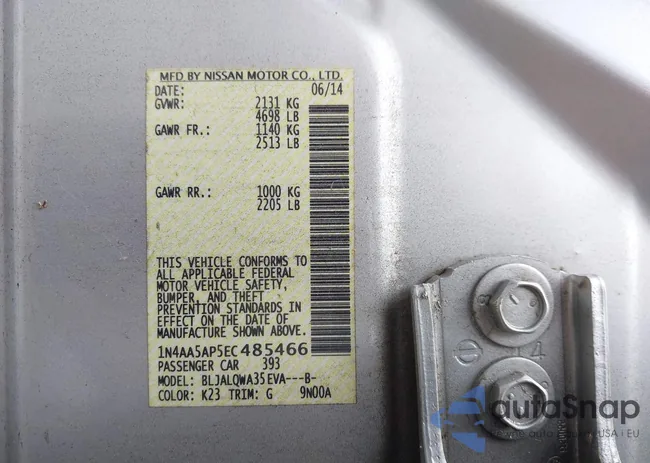 MFD BY NISSAN MOTOR CO., LTD.
DATE: 06/14
GVWR: 2131 KG
4698 LB
GAWR FR.: 1140 KG
2513 LB
GAWR RR.: 1000 KG
2205 LB
THIS VEHICLE CONFORMS TO
ALL APPLICABLE FEDERAL
MOTOR VEHICLE SAFETY,
BUMPER, AND THEFT
PREVENTION STANDARDS IN
EFFECT ON THE DATE OF
MANUFACTURE SHOWN ABOVE.
1N4AA5AP5EC485466
PASSENGER CAR 393
MODEL: BLJALQWA35EVA---B-
COLOR: K23 TRIM: G 9N00A
14
autoSnap
USA • EU